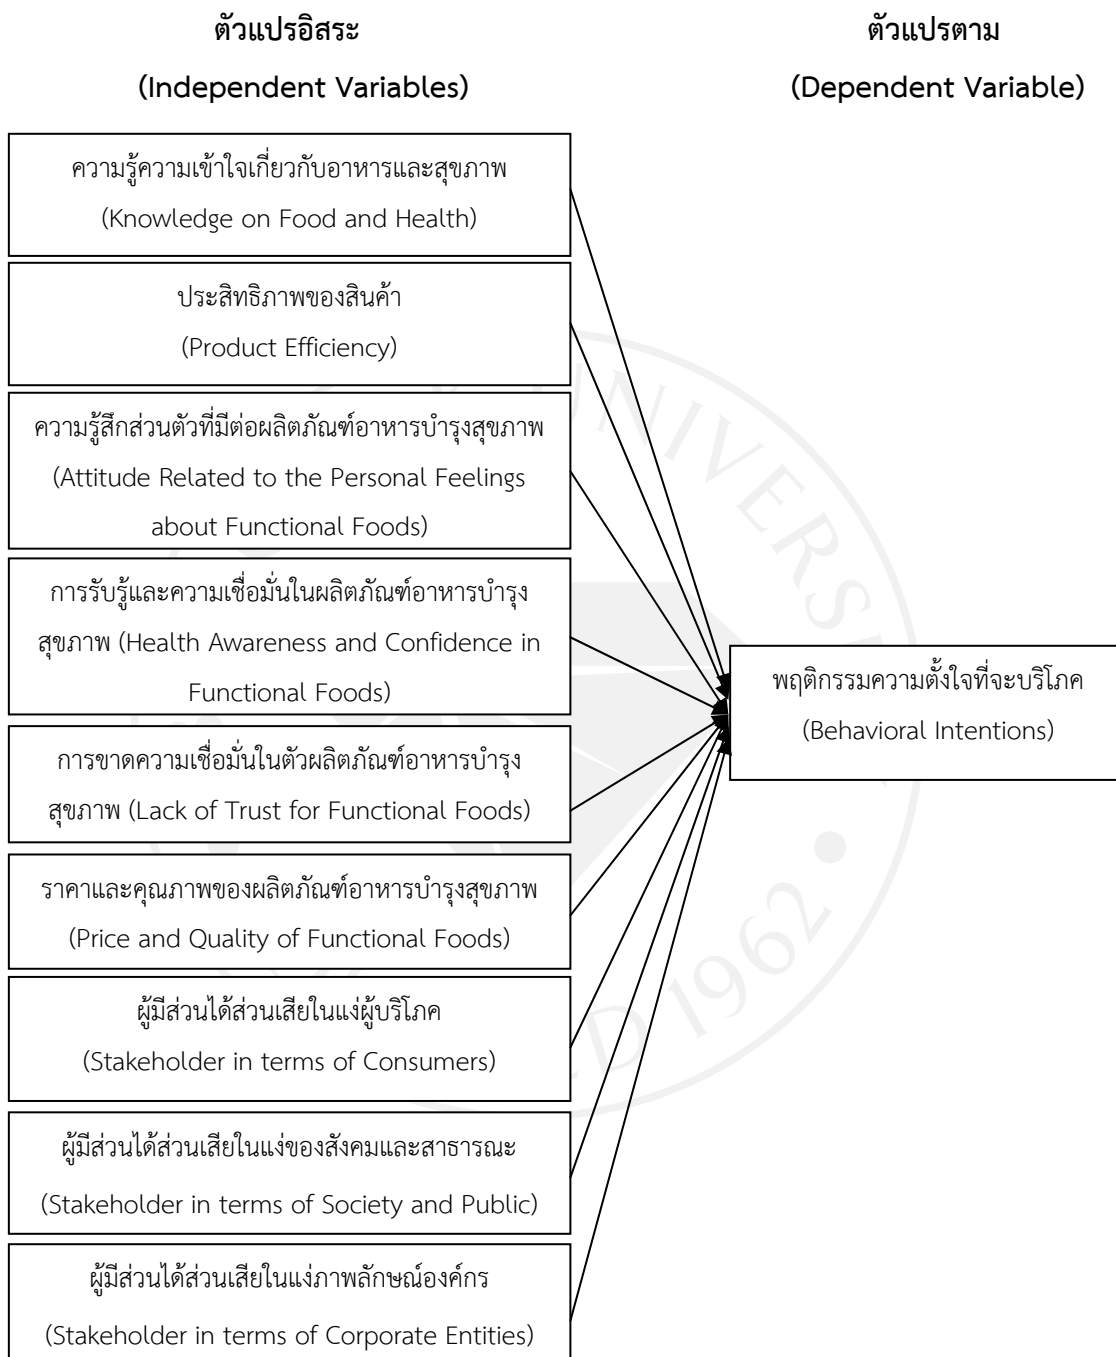 ตัวแปรอิสระ
(Independent Variables)
ตัวแปรตาม
(Dependent Variable)
ความรู้ความเข้าใจเกี่ยวกับอาหารและสุขภาพ
(Knowledge on Food and Health)
ประสิทธิภาพของสินค้า
(Product Efficiency)
ความรู้สึกส่วนตัวที่มีต่อผลิตภัณฑ์อาหารบำรุงสุขภาพ
(Attitude Related to the Personal Feelings
about Functional Foods)
การรับรู้และความเชื่อมั่นในผลิตภัณฑ์อาหารบำรุง
สุขภาพ (Health Awareness and Confidence in
Functional Foods)
การขาดความเชื่อมั่นในตัวผลิตภัณฑ์อาหารบำรุง
สุขภาพ (Lack of Trust for Functional Foods)
ราคาและคุณภาพของผลิตภัณฑ์อาหารบำรุงสุขภาพ
(Price and Quality of Functional Foods)
ผู้มีส่วนได้ส่วนเสียในแง่ผู้บริโภค
(Stakeholder in terms of Consumers)
ผู้มีส่วนได้ส่วนเสียในแง่ของสังคมและสาธารณะ
(Stakeholder in terms of Society and Public)
ผู้มีส่วนได้ส่วนเสียในแง่ภาพลักษณ์องค์กร
(Stakeholder in terms of Corporate Entities)
พฤติกรรมความตั้งใจที่จะบริโภค
(Behavioral Intentions)
1962